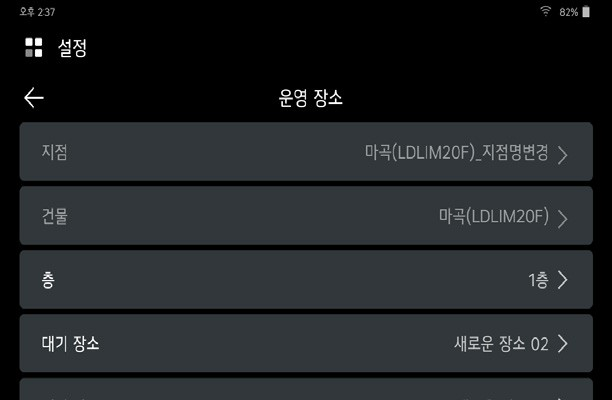 오후 2:37
82%
설정
운영 장소
지점 마곡(LDLIM20F)_지점명변경
건물 마곡(LDLIM20F)
층 1층
대기 장소 새로운 장소 02